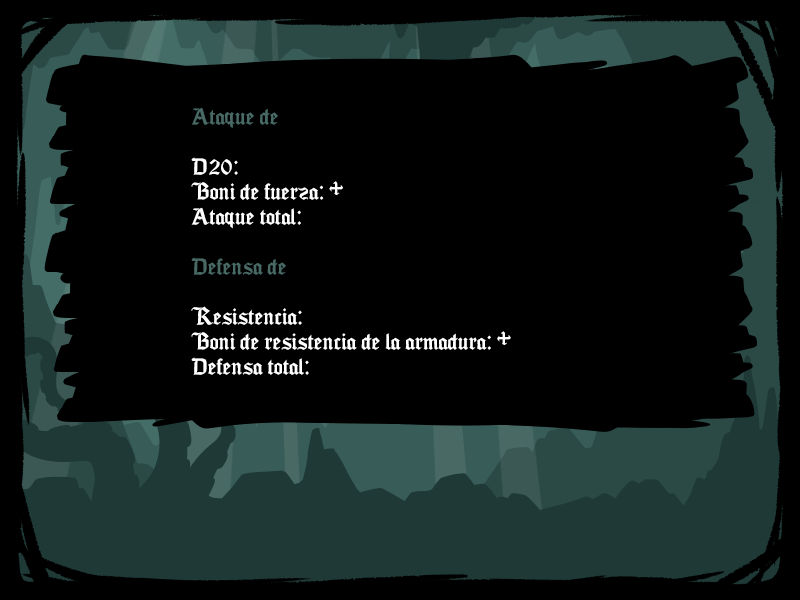 Ataque de
D20:
Boni de fuerza: +
Ataque total:
Defensa de
Resistencia:
Boni de resistencia de la armadura: +
Defensa total: